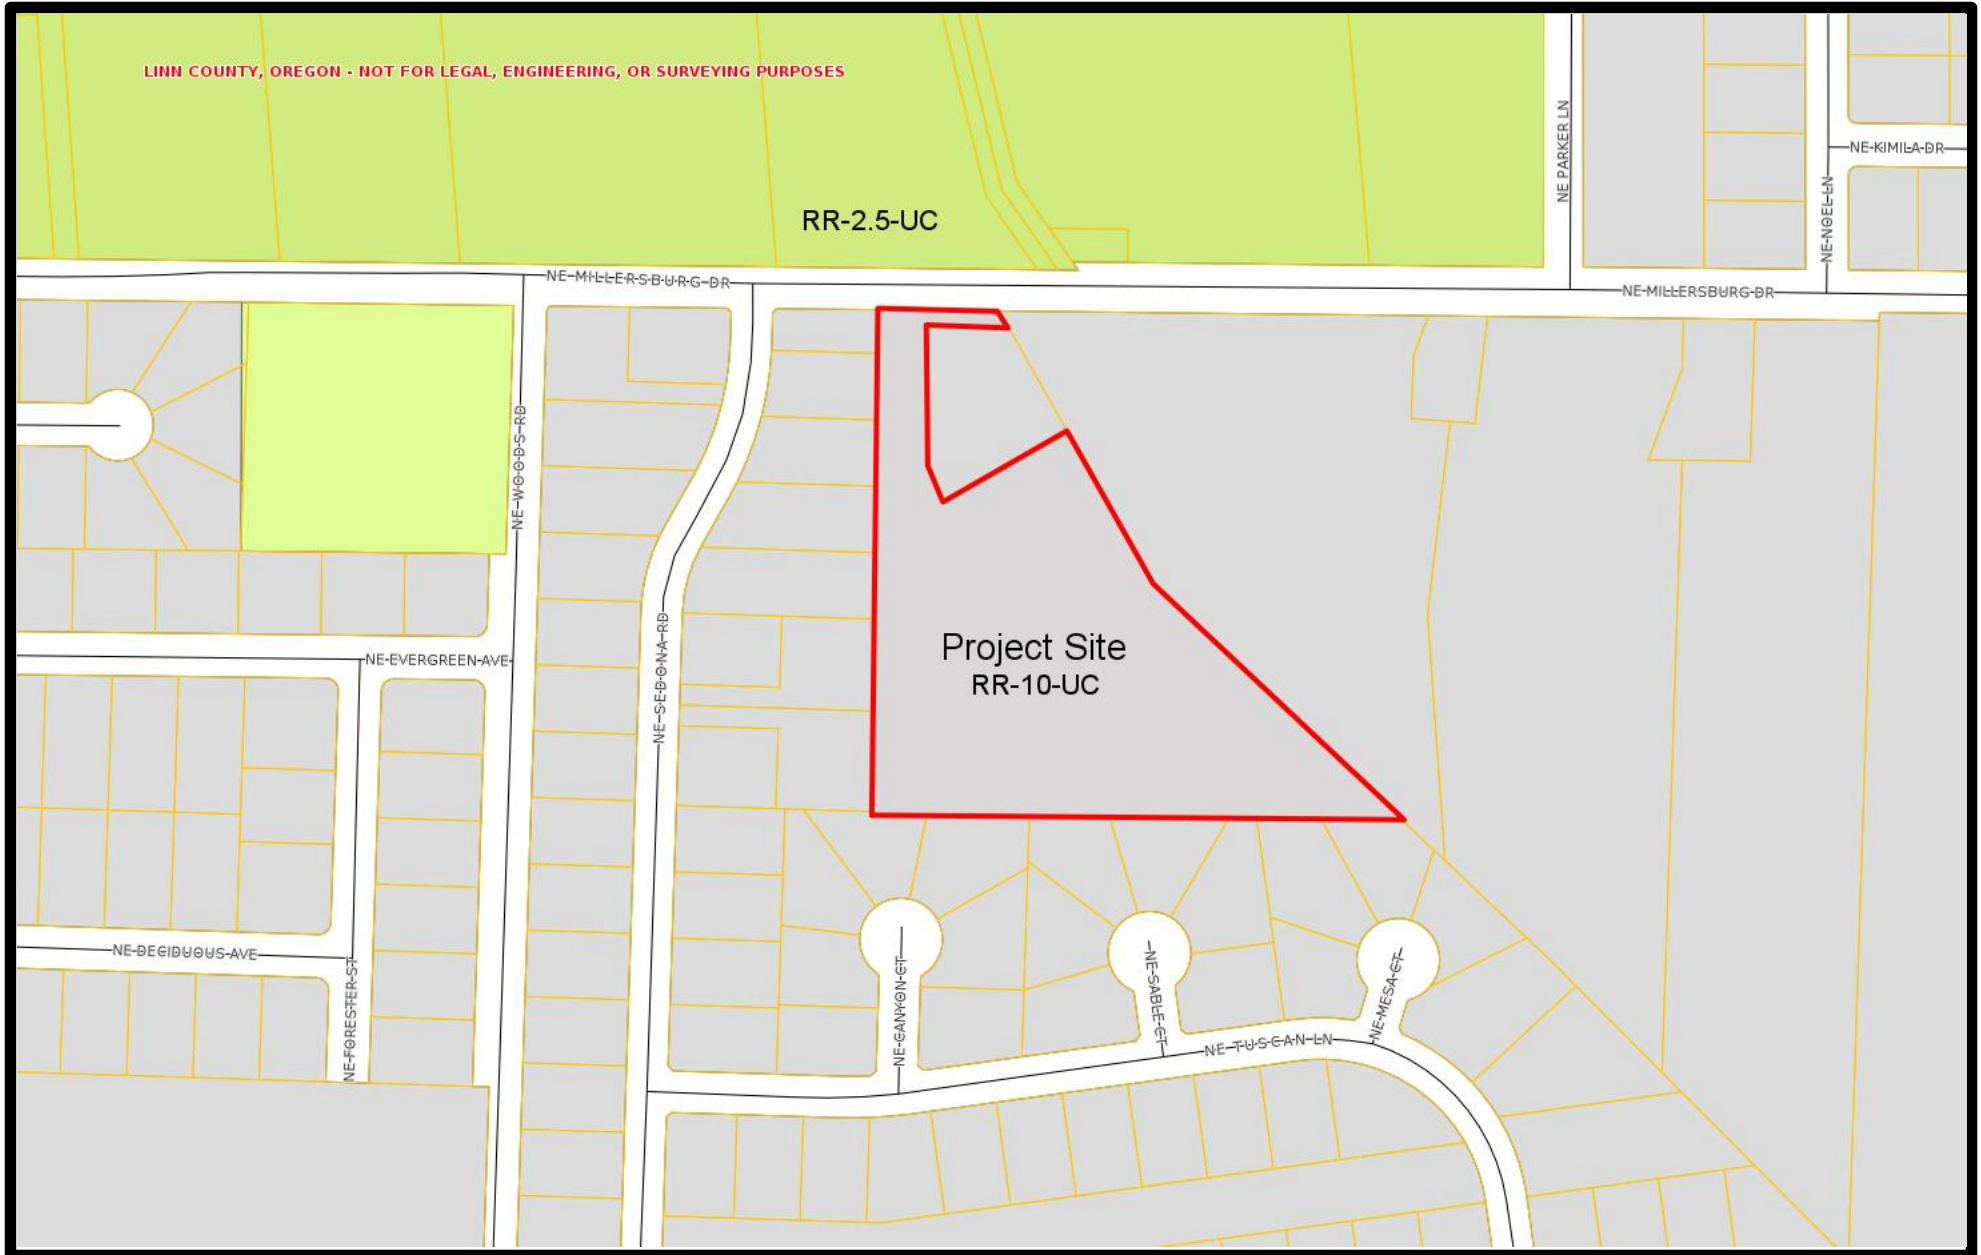 LINN COUNTY, OREGON - NOT FOR LEGAL, ENGINEERING, OR SURVEYING PURPOSES
NE PARKER LN
NE KIMILA DR
NE NOEL LN
RR-2.5-UC
NE MILLERSBURG DR
NE MILLERSBURG DR
NE WOODS RD
NE SEDONA RD
NE EVERGREEN AVE
Project Site
RR-10-UC
NE DECIDUOUS AVE
NE FORESTER ST
NE CANYON CT
NE SABLE CT
NE MESA CT
NE TUSCAN LN